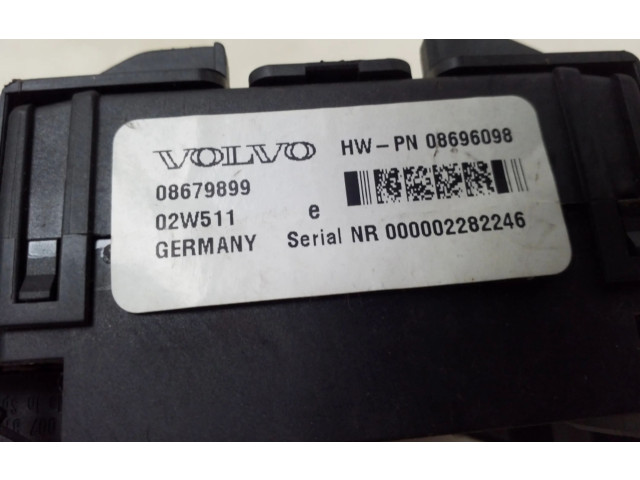 VOLVO HW-PN 08696098
08679899
02W511 e
GERMANY Serial NR 000002282246